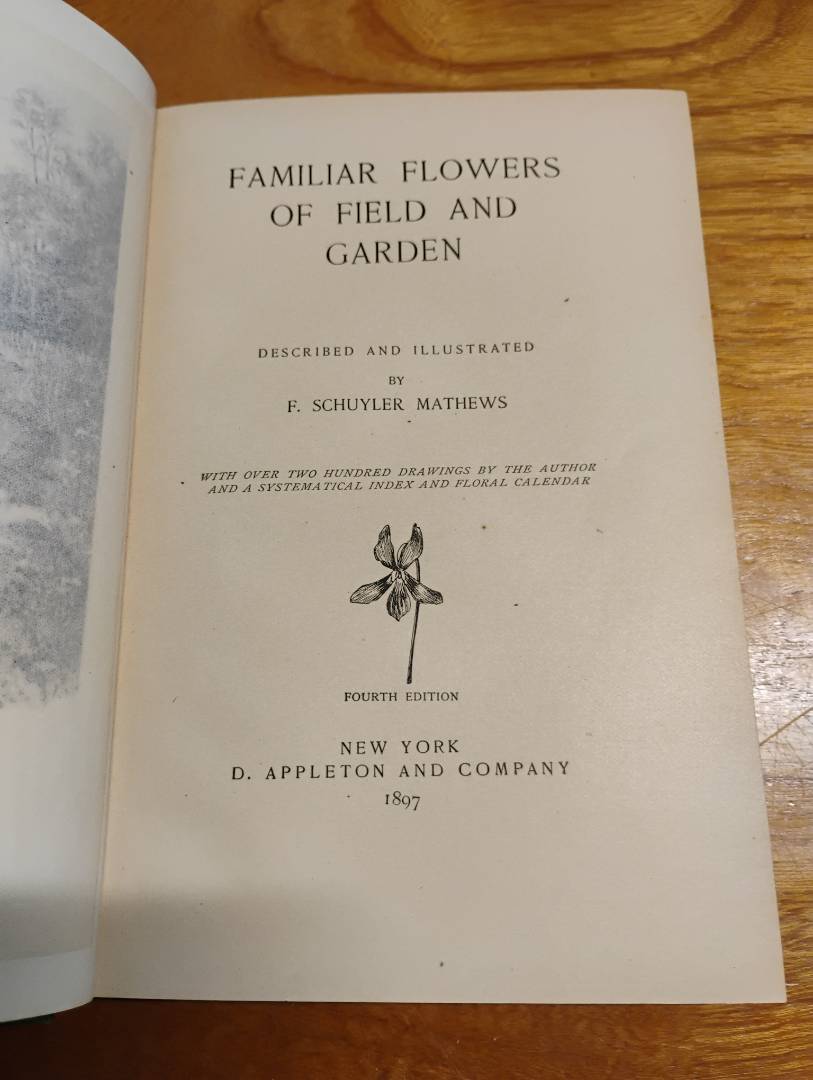 FAMILIAR FLOWERS
OF FIELD AND
GARDEN
DESCRIBED AND ILLUSTRATED
BY
F. SCHUYLER MATHEWS
WITH OVER TWO HUNDRED DRAWINGS BY THE AUTHOR
AND A SYSTEMATICAL INDEX AND FLORAL CALENDAR
FOURTH EDITION
NEW YORK
D. APPLETON AND COMPANY
1897